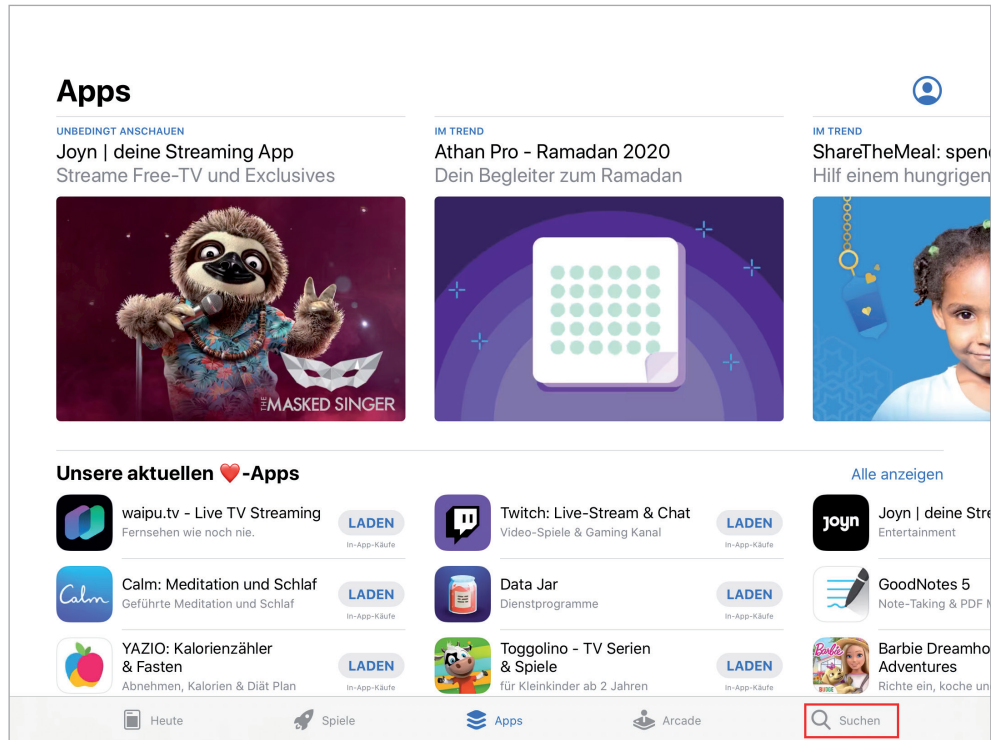 Apps
UNBEDINGT ANSCHAUEN
Joyn | deine Streaming App
Streame Free-TV und Exclusives
THE MASKED SINGER
IM TREND
Athan Pro - Ramadan 2020
Dein Begleiter zum Ramadan
IM TREND
ShareTheMeal: spen
Hilf einem hungrigen
Unsere aktuellen ❤️-Apps
Alle anzeigen
waipu.tv - Live TV Streaming
Fernsehen wie noch nie.
LADEN
In-App-Käufe
Twitch: Live-Stream & Chat
Video-Spiele & Gaming Kanal
LADEN
In-App-Käufe
joyn
Joyn | deine Stre
Entertainment
Calm
Calm: Meditation und Schlaf
Geführte Meditation und Schlaf
LADEN
In-App-Käufe
Data Jar
Dienstprogramme
LADEN
In-App-Käufe
GoodNotes 5
Note-Taking & PDF M
YAZIO: Kalorienzähler
& Fasten
Abnehmen, Kalorien & Diät Plan
LADEN
In-App-Käufe
Toggolino - TV Serien
& Spiele
für Kleinkinder ab 2 Jahren
LADEN
In-App-Käufe
Barbie
BUDGE
Barbie Dreamho
Adventures
Richte ein, koche un
Heute
Spiele
Apps
Arcade
Suchen